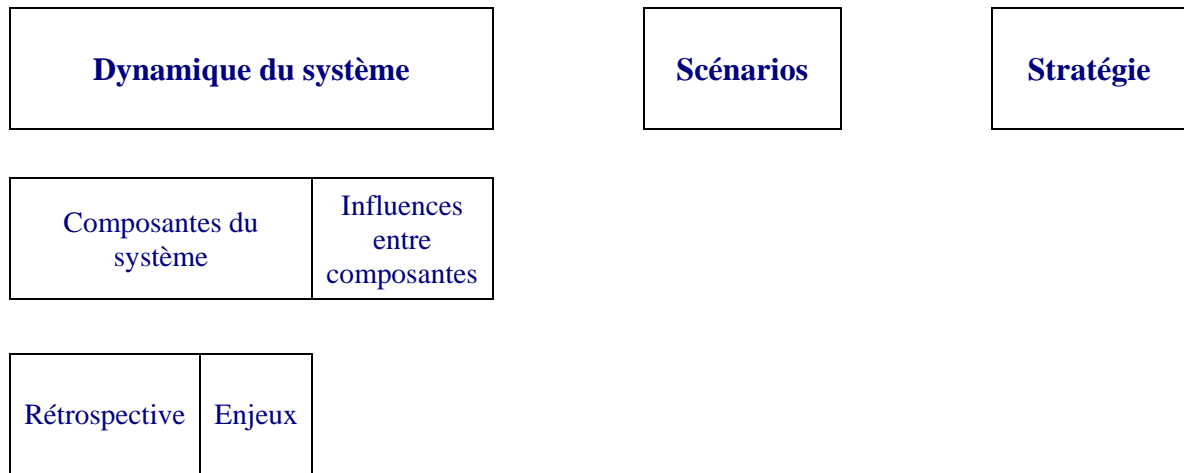 Dynamique du système
Scénarios
Stratégie
Composantes du
système
Influences
entre
composantes
Rétrospective
Enjeux